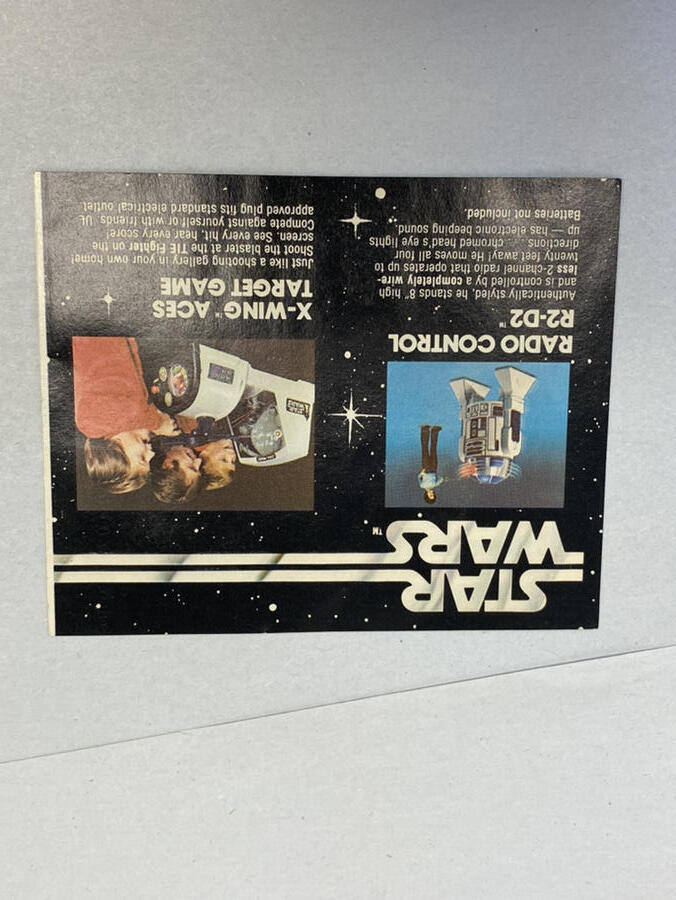 STAR
WARS™
RADIO CONTROL
R2-D2™
Authentically styled, he stands 8" high
and is controlled by a completely wire-
less 2-channel radio that operates up to
twenty feet away! He moves all four
directions . . . chromed head's eye lights
up — has an electronic beeping sound.
Batteries not included.
X-WING™ ACES
TARGET GAME
Just like a shooting gallery in your own home!
Shoot the blaster at the TIE Fighter on the
screen. See every hit, hear every score!
Compete against yourself or with friends. UL
approved plug fits standard electrical outlet.